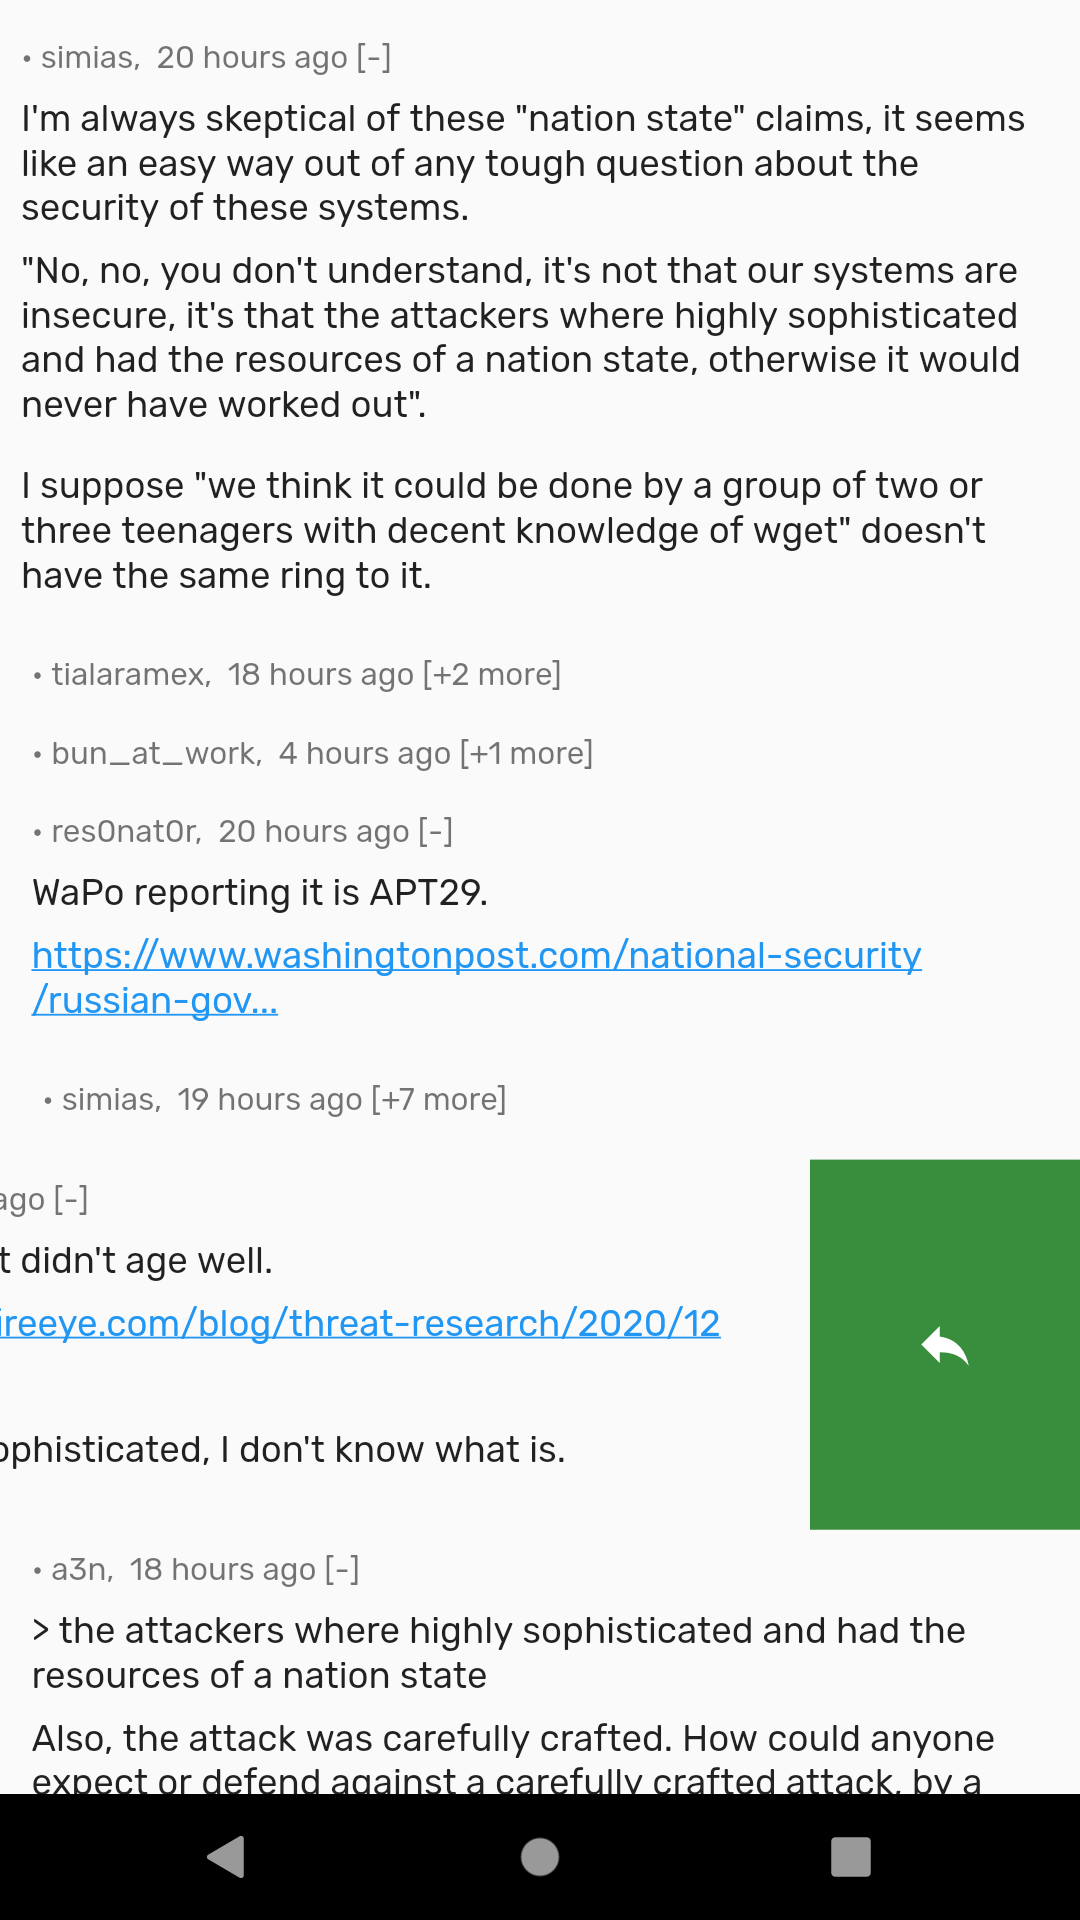 • simias, 20 hours ago [-]
I'm always skeptical of these "nation state" claims, it seems
like an easy way out of any tough question about the
security of these systems.
"No, no, you don't understand, it's not that our systems are
insecure, it's that the attackers where highly sophisticated
and had the resources of a nation state, otherwise it would
never have worked out".
I suppose "we think it could be done by a group of two or
three teenagers with decent knowledge of wget" doesn't
have the same ring to it.
• tialaramex, 18 hours ago [+2 more]
• bun_at_work, 4 hours ago [+1 more]
• res0nat0r, 20 hours ago [-]
WaPo reporting it is APT29.
https://www.washingtonpost.com/national-security
/russian-gov...
• simias, 19 hours ago [+7 more]
ago [-]
t didn't age well.
ireeye.com/blog/threat-research/2020/12
ophisticated, I don't know what is.
• a3n, 18 hours ago [-]
> the attackers where highly sophisticated and had the
resources of a nation state
Also, the attack was carefully crafted. How could anyone
expect or defend against a carefully crafted attack, by a